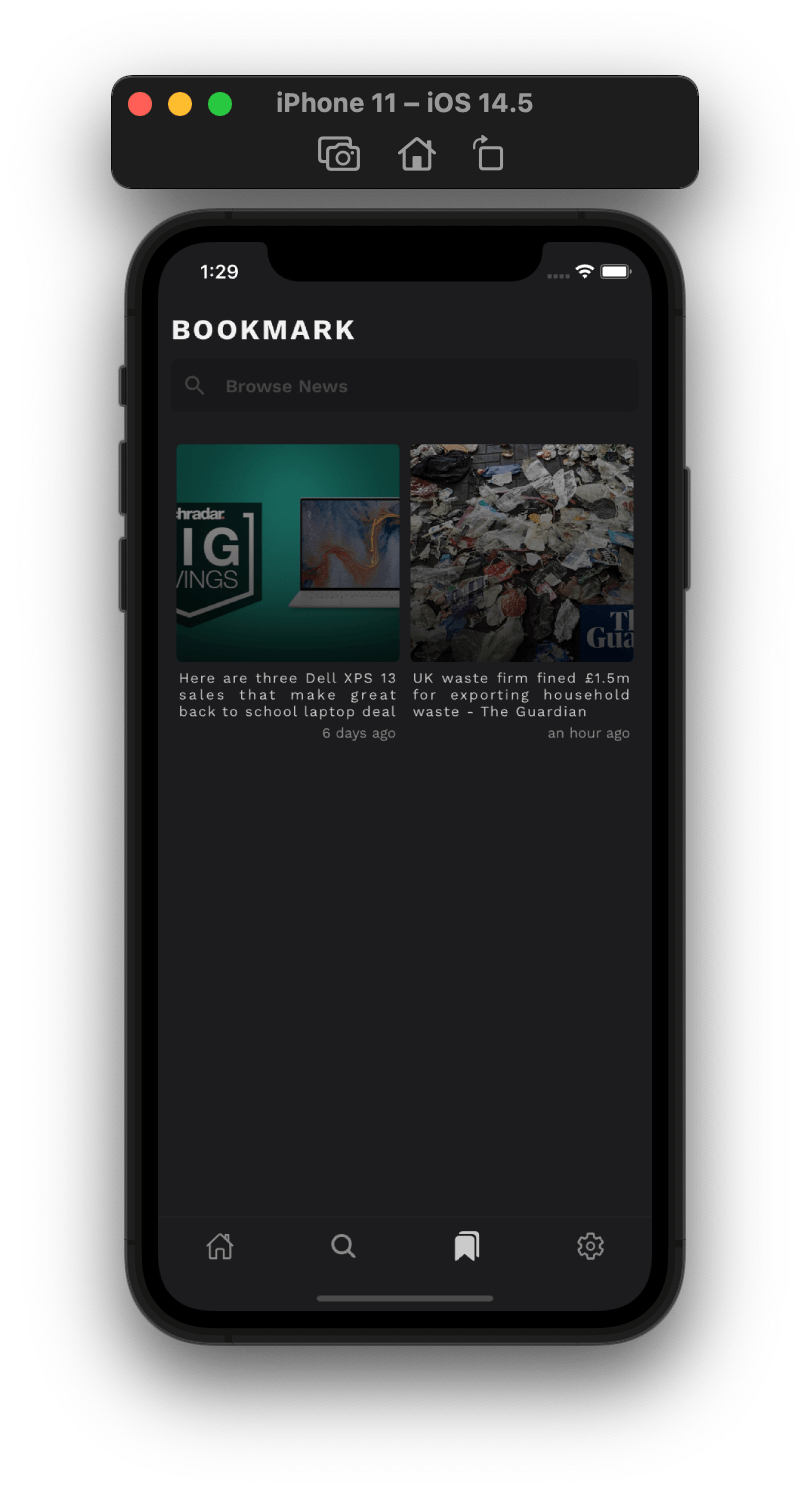 iPhone 11 – iOS 14.5
1:29
BOOKMARK
Browse News
hradar
IG
VINGS
Here are three Dell XPS 13
sales that make great
back to school laptop deal
6 days ago
Th
Gua
UK waste firm fined £1.5m
for exporting household
waste - The Guardian
an hour ago